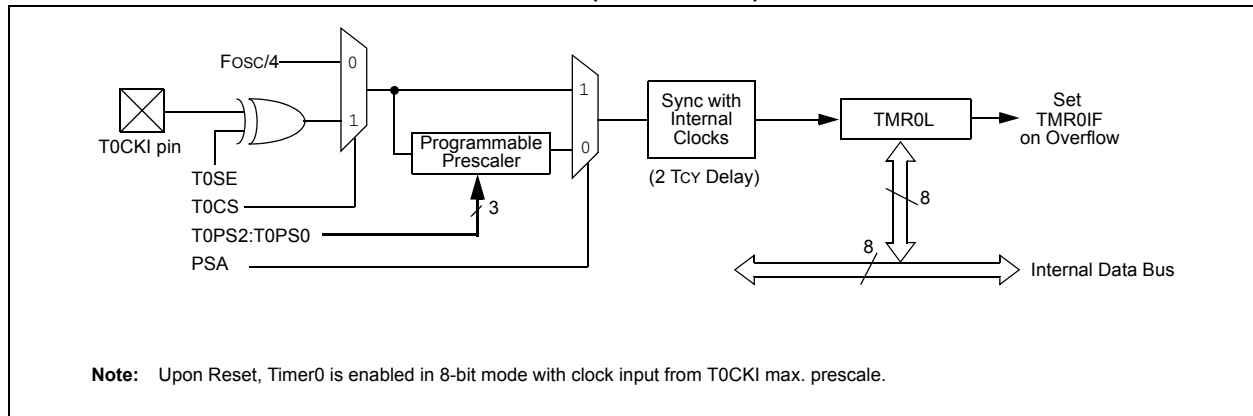 FOSC/4
0
1
T0CKI pin
T0SE
T0CS
T0PS2:T0PS0
PSA
Programmable
Prescaler
3
1
0
Sync with
Internal
Clocks
(2 TCY Delay)
TMR0L
Set
TMR0IF
on Overflow
8
8
Internal Data Bus
Note: Upon Reset, Timer0 is enabled in 8-bit mode with clock input from T0CKI max. prescale.